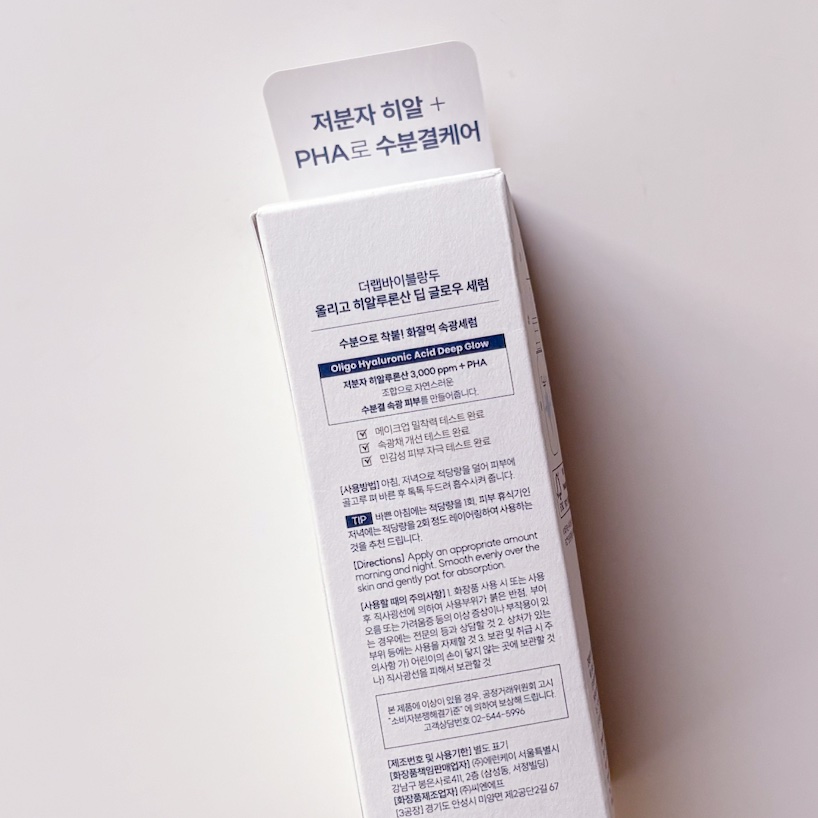 저분자 히알 +
PHA로 수분결케어
더랩바이블랑두
올리고 히알루론산 딥 글로우 세럼
수분으로 착붙! 화잘먹 속광세럼
Oligo Hyaluronic Acid Deep Glow
저분자 히알루론산 3,000 ppm + PHA
조합으로 자연스러운
수분결 속광 피부를 만들어줍니다.
메이크업 밀착력 테스트 완료
속광채 개선 테스트 완료
민감성 피부 자극 테스트 완료
[사용방법] 아침, 저녁으로 적당량을 덜어 피부에
골고루 펴 바른 후 톡톡 두드려 흡수시켜 줍니다.
TIP 바쁜 아침에는 적당량을 1회, 피부 휴식기인
저녁에는 적당량을 2회 정도 레이어링하여 사용하는
것을 추천 드립니다.
[Directions] Apply an appropriate amount
morning and night. Smooth evenly over the
skin and gently pat for absorption.
[사용할 때의 주의사항] 1. 화장품 사용 시 또는 사용
후 직사광선에 의하여 사용부위가 붉은 반점, 부어
오름 또는 가려움증 등의 이상 증상이나 부작용이 있
는 경우에는 전문의 등과 상담할 것 2. 상처가 있는
부위 등에는 사용을 자제할 것 3. 보관 및 취급 시 주
의사항 가) 어린이의 손이 닿지 않는 곳에 보관할 것
나) 직사광선을 피해서 보관할 것
본 제품에 이상이 있을 경우, 공정거래위원회 고시
"소비자분쟁해결기준" 에 의하여 보상해 드립니다.
고객상담번호 02-544-5996
[제조번호 및 사용기한] 별도 표기
[화장품책임판매업자] (주)에런케이 서울특별시
강남구 봉은사로411, 2층 (삼성동, 서정빌딩)
[화장품제조업자] (주)씨엔에프
[3공장] 경기도 안성시 미양면 제2공단2길 67